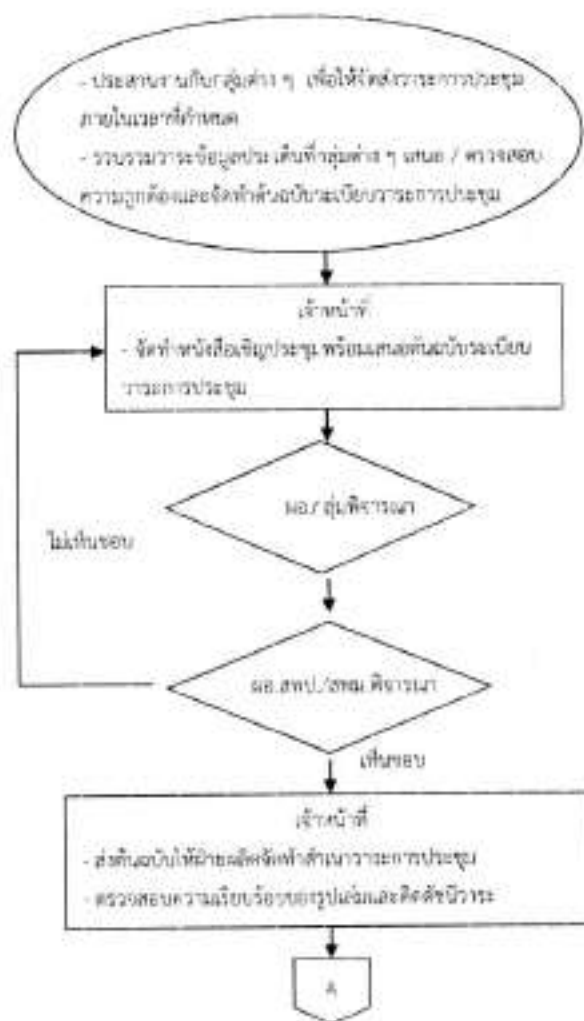 - ประสานงานกับกลุ่มต่าง ๆ เพื่อให้จัดส่งวาระการประชุม
ภายในเวลาที่กำหนด
- รวบรวมวาระข้อมูลประเด็นที่กลุ่มต่าง ๆ เสนอ / ตรวจสอบ
ความถูกต้องและจัดทำต้นฉบับระเบียบวาระการประชุม
เจ้าหน้าที่
- จัดทำหนังสือเชิญประชุม พร้อมเสนอต้นฉบับระเบียบ
วาระการประชุม
ผอ.กลุ่มพิจารณา
ไม่เห็นชอบ
ผอ.สพป./สพม.พิจารณา
เห็นชอบ
เจ้าหน้าที่
- ส่งต้นฉบับให้ฝ่ายผลิตจัดทำสำเนาวาระการประชุม
- ตรวจสอบความเรียบร้อยของรูปเล่มและติดดัชนีวาระ
A